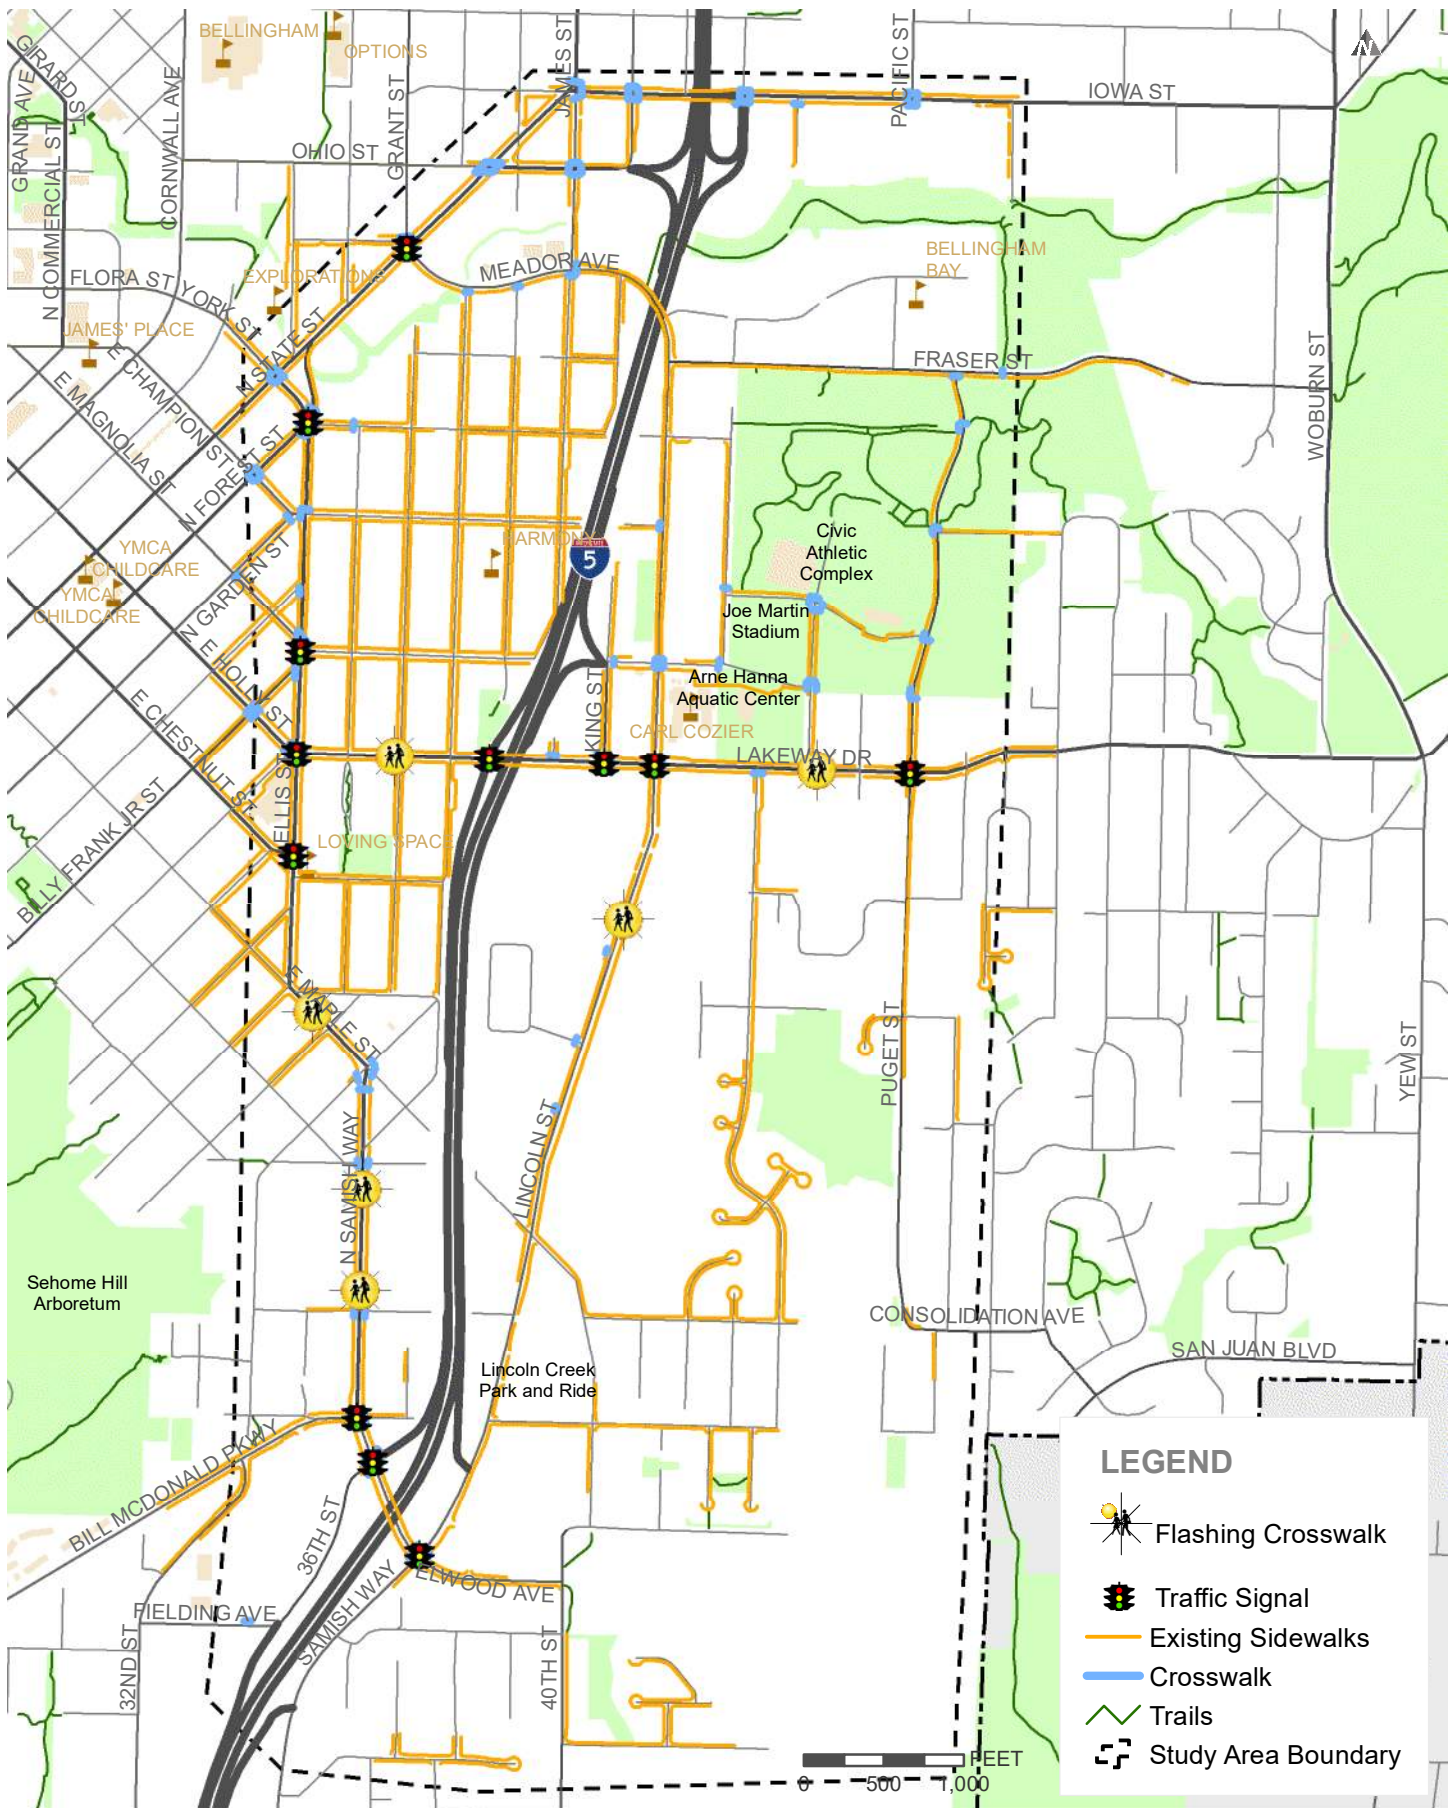 BELLINGHAM
OPTIONS
GIRARD ST
GRAND AVE
N COMMERCIAL ST
CORNWALL AVE
GRANT ST
JAMES ST
PACIFIC ST
N
IOWA ST
OHIO ST
MEADOR AVE
BELLINGHAM
BAY
FLORA ST
YORK ST
EXPLORATIONS
JAMES' PLACE
N STATE ST
E CHAMPION ST
E MAGNOLIA ST
N FOREST ST
FRASER ST
WOBURN ST
HARMONY
INTERSTATE
5
YMCA
CHILDCARE
YMCA
CHILDCARE
N GARDEN ST
N
E HOLLY ST
E CHESTNUT ST
Civic
Athletic
Complex
Joe Martin
Stadium
Arne Hanna
Aquatic Center
CARL COZIER
KING ST
LAKEWAY DR
ELLIS ST
BILLY FRANK JR ST
LOVING SPACE
E MAPLE ST
PUGET ST
YEW ST
N SAMISH WAY
LINCOLN ST
Sehome Hill
Arboretum
CONSOLIDATION AVE
SAN JUAN BLVD
Lincoln Creek
Park and Ride
BILL MCDONALD PKWY
36TH ST
ELWOOD AVE
SAMISH WAY
FIELDING AVE
32ND ST
40TH ST
LEGEND
Flashing Crosswalk
Traffic Signal
Existing Sidewalks
Crosswalk
Trails
Study Area Boundary
FEET
0 500 1,000